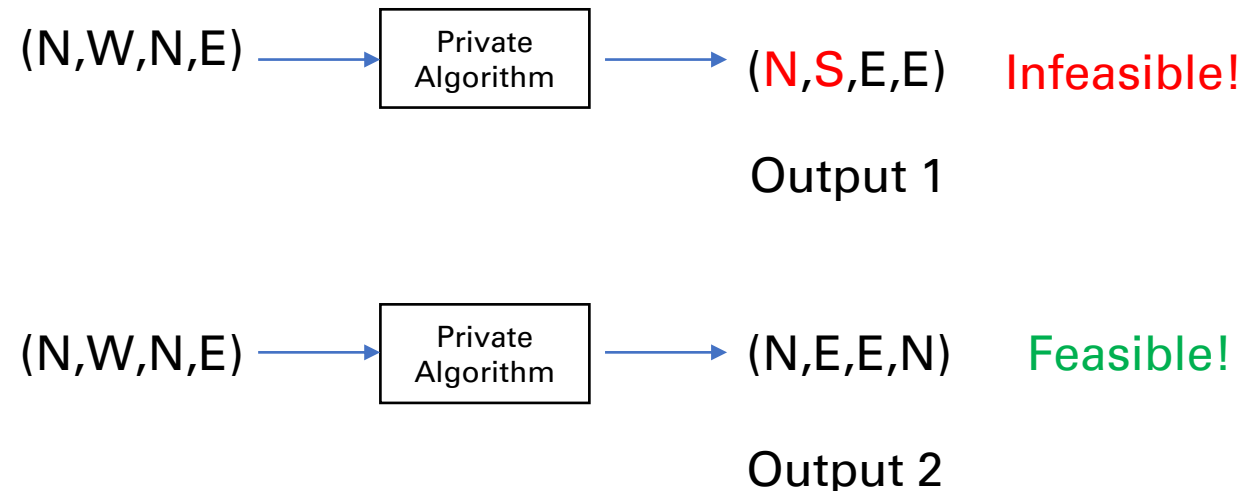 (N,W,N,E)
Private
Algorithm
(N,S,E,E) Infeasible!
Output 1
(N,W,N,E)
Private
Algorithm
(N,E,E,N) Feasible!
Output 2